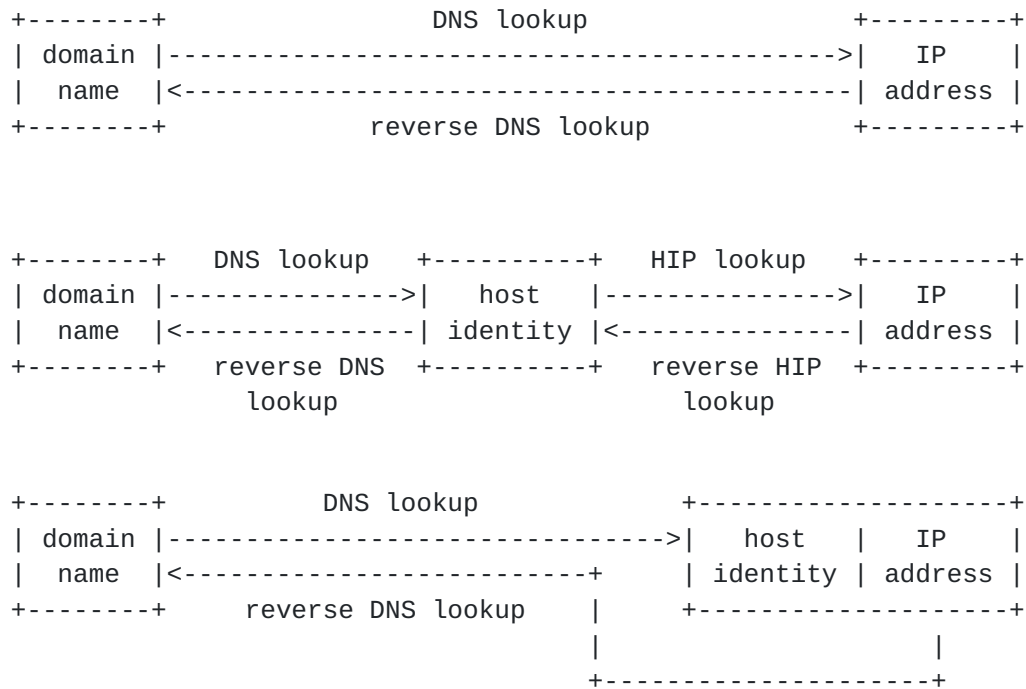 DNS lookup
domain IP
name address
reverse DNS lookup
DNS lookup HIP lookup
domain host IP
name identity address
reverse DNS reverse HIP
lookup lookup
DNS lookup
domain host IP
name identity address
reverse DNS lookup